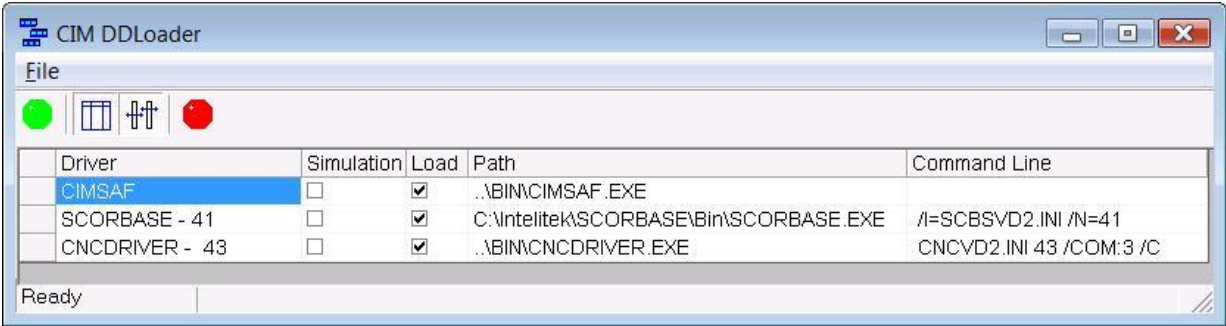 CIM DDLoader
File
Driver Simulation Load Path Command Line
CIMSAF ..\BIN\CIMSAF.EXE
SCORBASE - 41 C:\Intelitek\SCORBASE\Bin\SCORBASE.EXE /I=SCBSVD2.INI /N=41
CNCDRIVER - 43 ..\BIN\CNCDRIVER.EXE CNCVD2.INI 43 /COM:3 /C
Ready